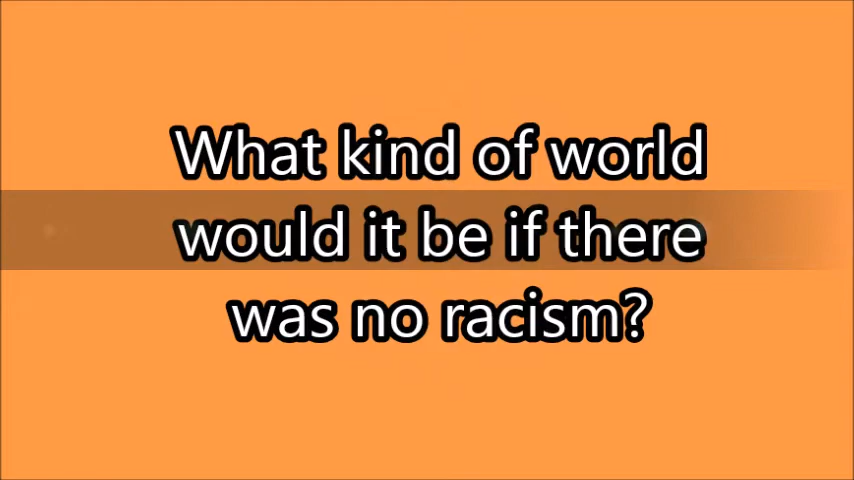 What kind of world
would it be if there
was no racism?